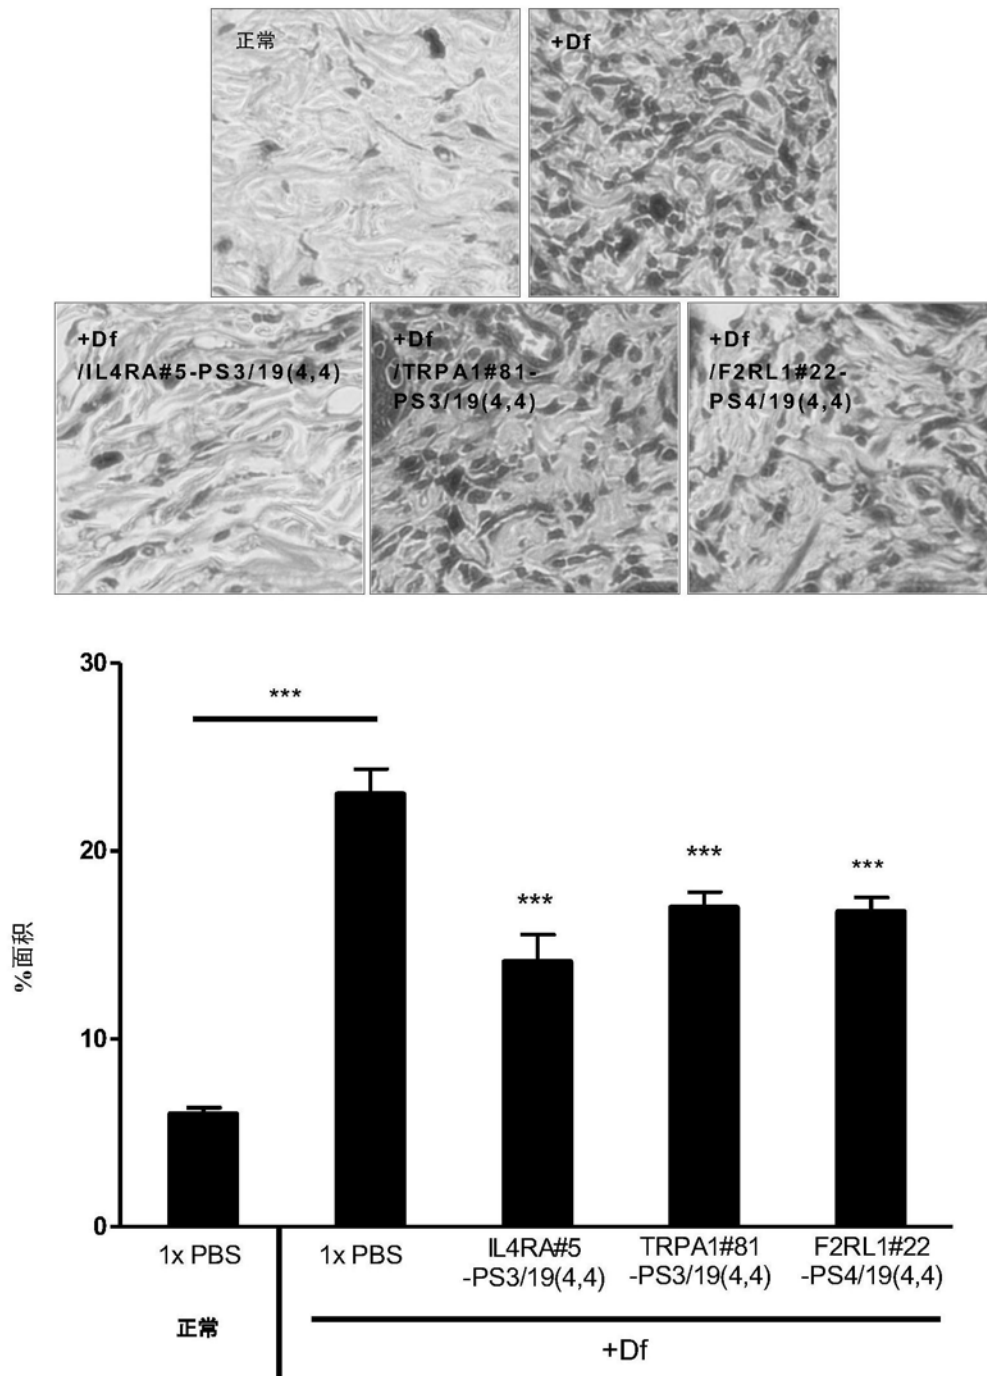 正常
+Df
+Df
/IL4RA#5-PS3/19(4,4)
+Df
/TRPA1#81-
PS3/19(4,4)
+Df
/F2RL1#22-
PS4/19(4,4)
30
20
10
0
%面积
***
***
***
***
1x PBS
1x PBS
IL4RA#5
-PS3/19(4,4)
TRPA1#81
-PS3/19(4,4)
F2RL1#22
-PS4/19(4,4)
正常
+Df